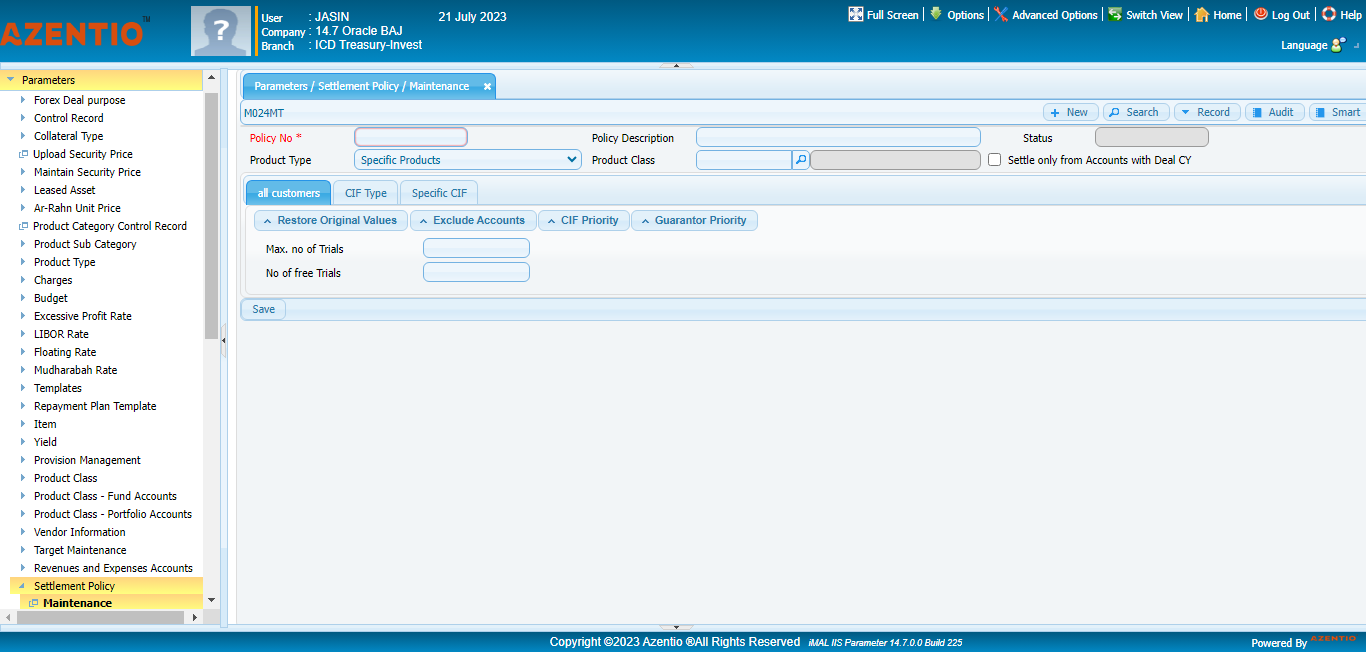 AZENTIO™
?
User : JASIN 21 July 2023
Company : 14.7 Oracle BAJ
Branch : ICD Treasury-Invest
Full Screen Options Advanced Options Switch View Home Log Out Help
Language
Parameters
Forex Deal purpose
Control Record
Collateral Type
Upload Security Price
Maintain Security Price
Leased Asset
Ar-Rahn Unit Price
Product Category Control Record
Product Sub Category
Product Type
Charges
Budget
Excessive Profit Rate
LIBOR Rate
Floating Rate
Mudharabah Rate
Templates
Repayment Plan Template
Item
Yield
Provision Management
Product Class
Product Class - Fund Accounts
Product Class - Portfolio Accounts
Vendor Information
Target Maintenance
Revenues and Expenses Accounts
Settlement Policy
Maintenance
Parameters / Settlement Policy / Maintenance
M024MT New Search Record Audit Smart
Policy No * Policy Description Status
Product Type Specific Products Product Class Settle only from Accounts with Deal CY
all customers CIF Type Specific CIF
Restore Original Values Exclude Accounts CIF Priority Guarantor Priority
Max. no of Trials
No of free Trials
Save
Copyright ©2023 Azentio ®All Rights Reserved iMAL IIS Parameter 14.7.0.0 Build 225
Powered By AZENTIO